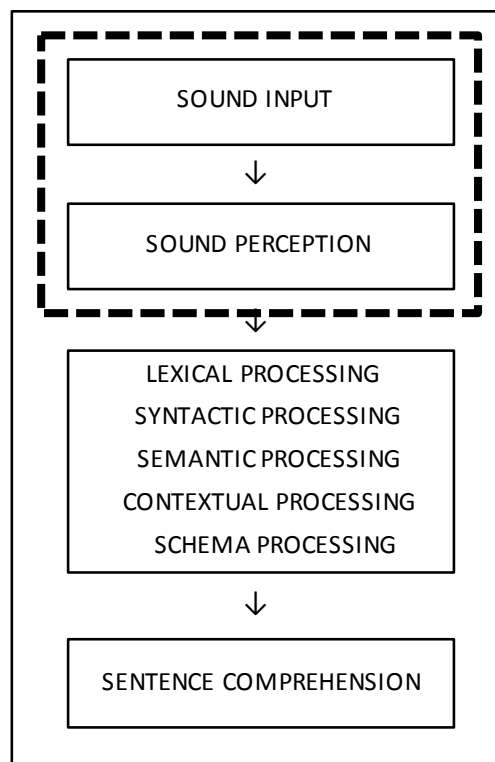 SOUND INPUT
↓
SOUND PERCEPTION
↓
LEXICAL PROCESSING
SYNTACTIC PROCESSING
SEMANTIC PROCESSING
CONTEXTUAL PROCESSING
SCHEMA PROCESSING
↓
SENTENCE COMPREHENSION